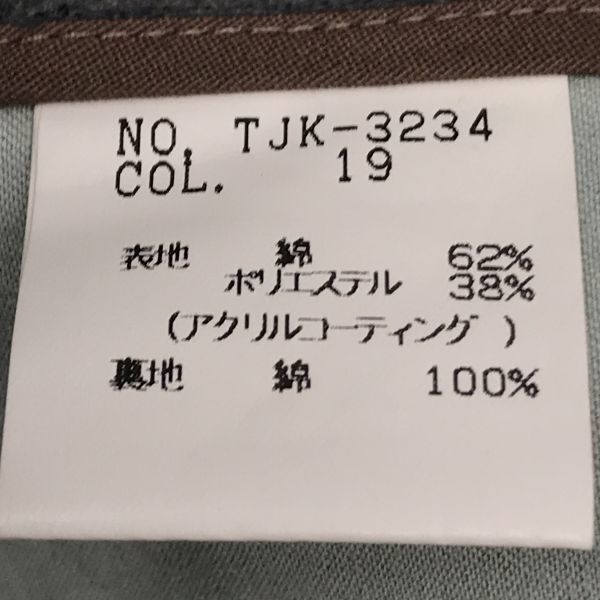 NO. TJK-3234
COL. 19
表地 綿 62%
ポリエステル 38%
(アクリルコーティング)
裏地 綿 100%